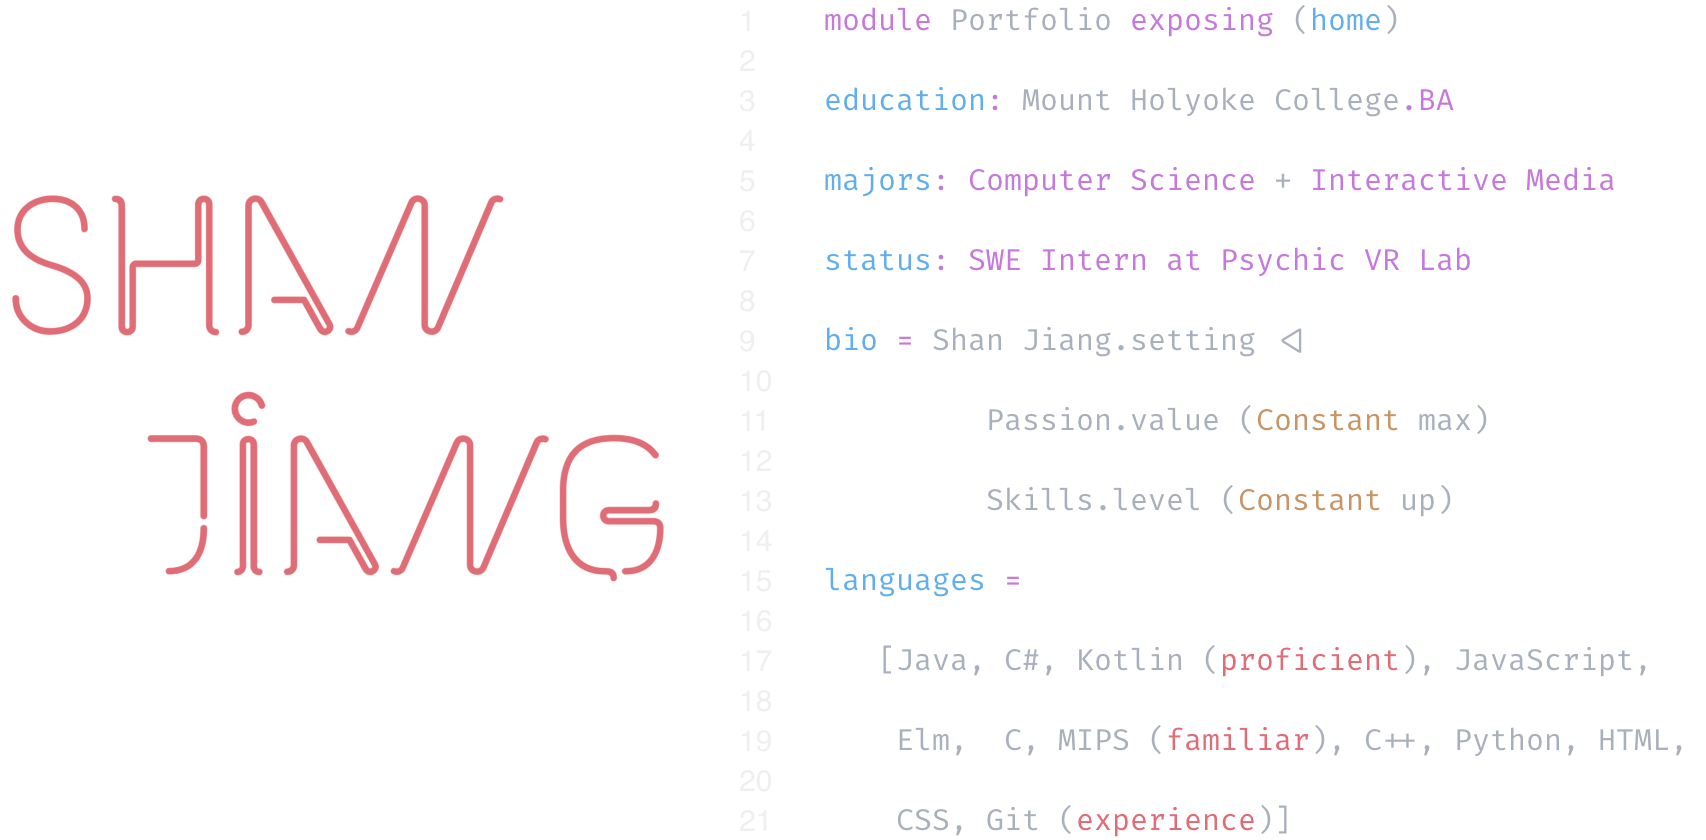 SHAN
JiANG
1 module Portfolio exposing (home)
2
3 education: Mount Holyoke College.BA
4
5 majors: Computer Science + Interactive Media
6
7 status: SWE Intern at Psychic VR Lab
8
9 bio = Shan Jiang.setting <|
10
11 Passion.value (Constant max)
12
13 Skills.level (Constant up)
14
15 languages =
16
17 [Java, C#, Kotlin (proficient), JavaScript,
18
19 Elm, C, MIPS (familiar), C++, Python, HTML,
20
21 CSS, Git (experience)]